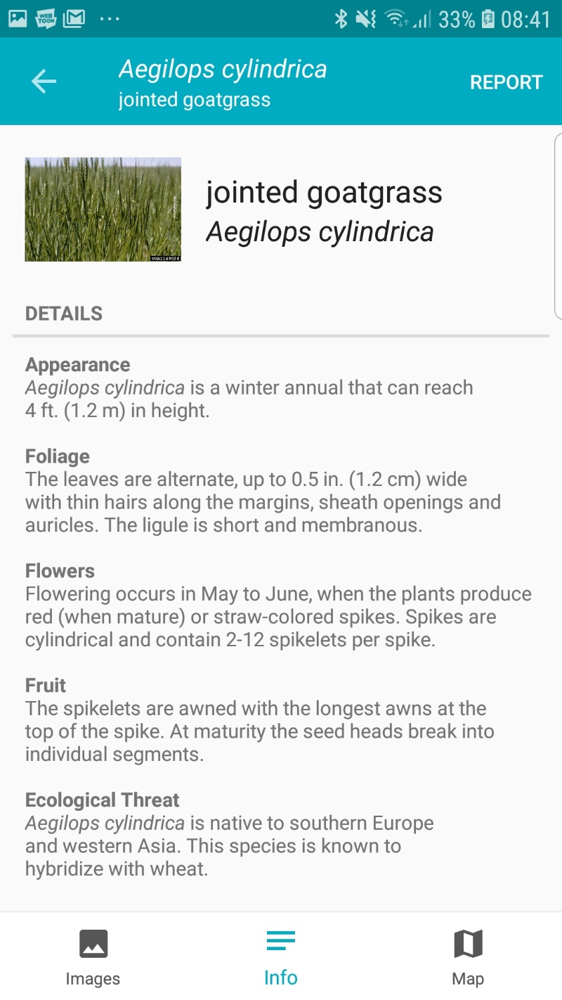 WEB
TOON
33% 08:41
Aegilops cylindrica
jointed goatgrass
REPORT
UGA1149026
jointed goatgrass
Aegilops cylindrica
DETAILS
Appearance
Aegilops cylindrica is a winter annual that can reach
4 ft. (1.2 m) in height.
Foliage
The leaves are alternate, up to 0.5 in. (1.2 cm) wide
with thin hairs along the margins, sheath openings and
auricles. The ligule is short and membranous.
Flowers
Flowering occurs in May to June, when the plants produce
red (when mature) or straw-colored spikes. Spikes are
cylindrical and contain 2-12 spikelets per spike.
Fruit
The spikelets are awned with the longest awns at the
top of the spike. At maturity the seed heads break into
individual segments.
Ecological Threat
Aegilops cylindrica is native to southern Europe
and western Asia. This species is known to
hybridize with wheat.
Images
Info
Map